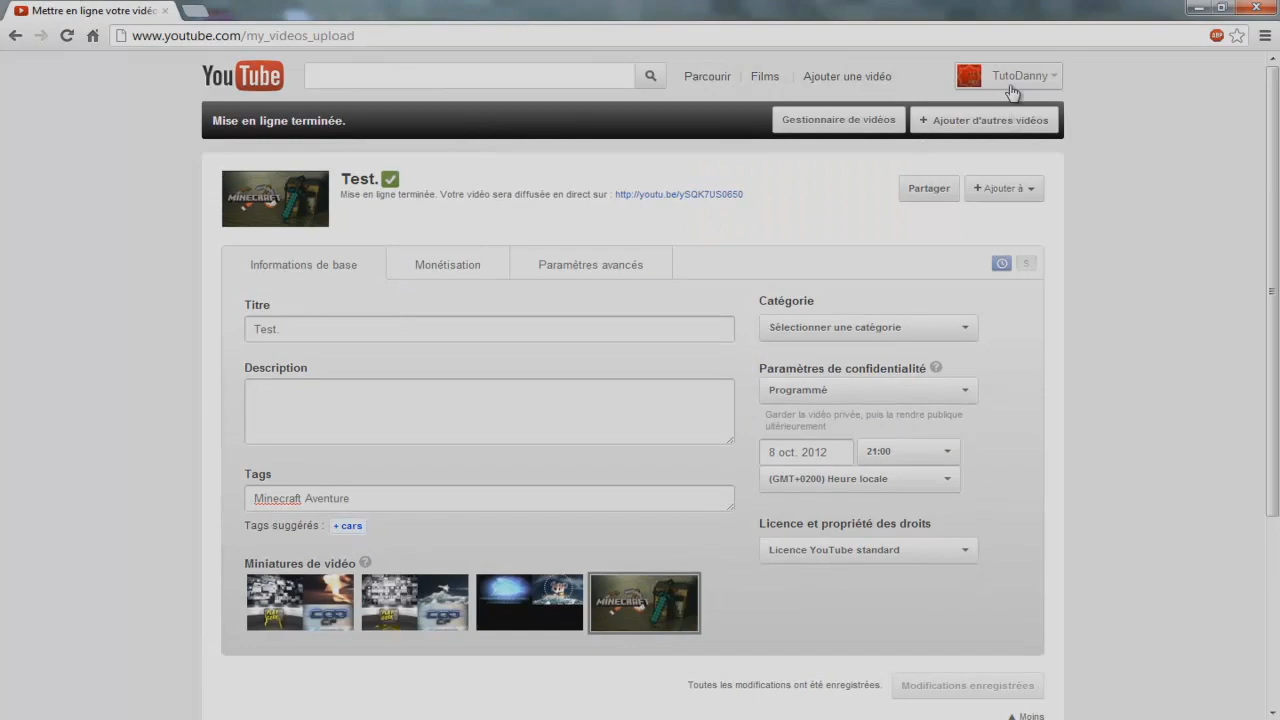 Mettre en ligne votre vidéo
www.youtube.com/my_videos_upload
ABP
YouTube
Parcourir
Films
Ajouter une vidéo
TutoDanny
Mise en ligne terminée.
Gestionnaire de vidéos
+ Ajouter d'autres vidéos
MINECRAFT
Test.
Mise en ligne terminée. Votre vidéo sera diffusée en direct sur : http://youtu.be/ySQK7US0650
Partager
+ Ajouter à
Informations de base
Monétisation
Paramètres avancés
5
Titre
Test.
Description
Tags
Minecraft Aventure
Tags suggérés : + cars
Miniatures de vidéo ?
MINECRAFT
Catégorie
Sélectionner une catégorie
Paramètres de confidentialité ?
Programmé
Garder la vidéo privée, puis la rendre publique
ultérieurement
8 oct. 2012
21:00
(GMT+0200) Heure locale
Licence et propriété des droits
Licence YouTube standard
Toutes les modifications ont été enregistrées.
Modifications enregistrées
Moins